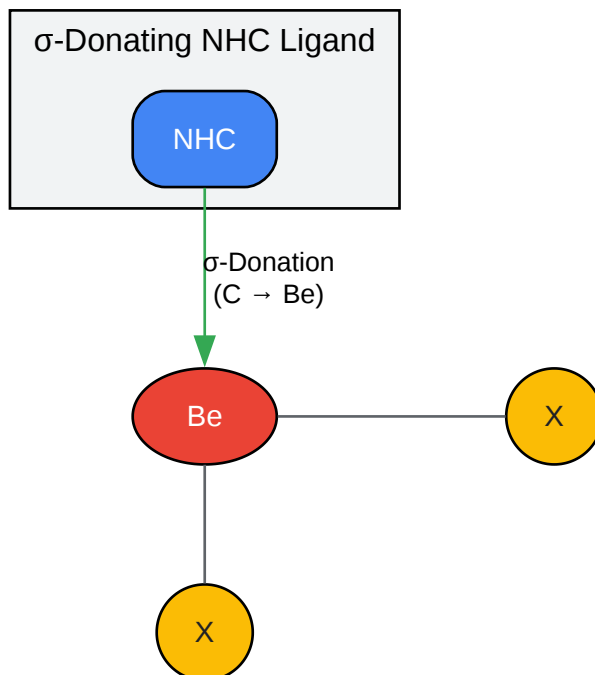 σ-Donating NHC Ligand
NHC
σ-Donation
(C → Be)
Be
X
X